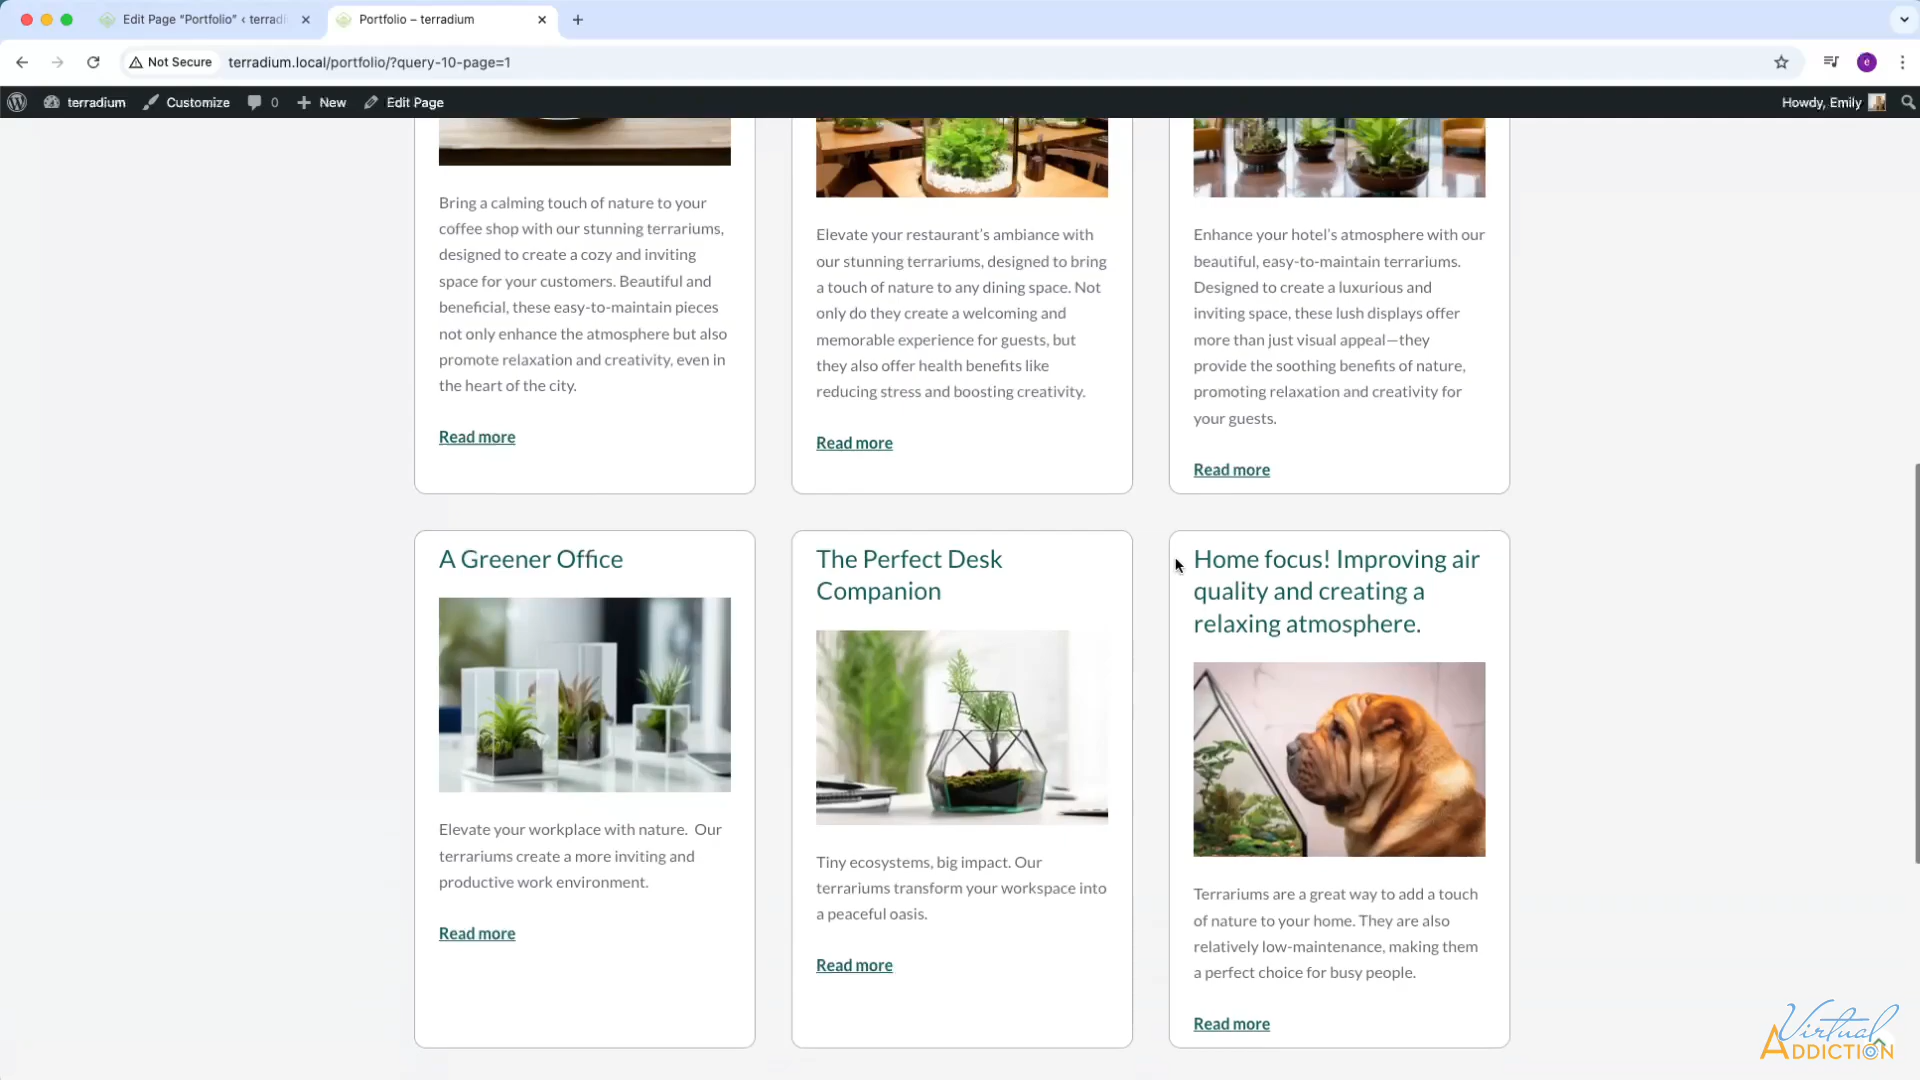 Edit Page "Portfolio" ‹ terradi
Portfolio – terradium
Not Secure
terradium.local/portfolio/?query-10-page=1
e
terradium
Customize
0
New
Edit Page
Howdy, Emily
Bring a calming touch of nature to your
coffee shop with our stunning terrariums,
designed to create a cozy and inviting
space for your customers. Beautiful and
beneficial, these easy-to-maintain pieces
not only enhance the atmosphere but also
promote relaxation and creativity, even in
the heart of the city.
Read more
Elevate your restaurant's ambiance with
our stunning terrariums, designed to bring
a touch of nature to any dining space. Not
only do they create a welcoming and
memorable experience for guests, but
they also offer health benefits like
reducing stress and boosting creativity.
Read more
Enhance your hotel's atmosphere with our
beautiful, easy-to-maintain terrariums.
Designed to create a luxurious and
inviting space, these lush displays offer
more than just visual appeal—they
provide the soothing benefits of nature,
promoting relaxation and creativity for
your guests.
Read more
A Greener Office
Elevate your workplace with nature.  Our
terrariums create a more inviting and
productive work environment.
Read more
The Perfect Desk
Companion
Tiny ecosystems, big impact. Our
terrariums transform your workspace into
a peaceful oasis.
Read more
Home focus! Improving air
quality and creating a
relaxing atmosphere.
Terrariums are a great way to add a touch
of nature to your home. They are also
relatively low-maintenance, making them
a perfect choice for busy people.
Read more
Virtual
ADDICTION